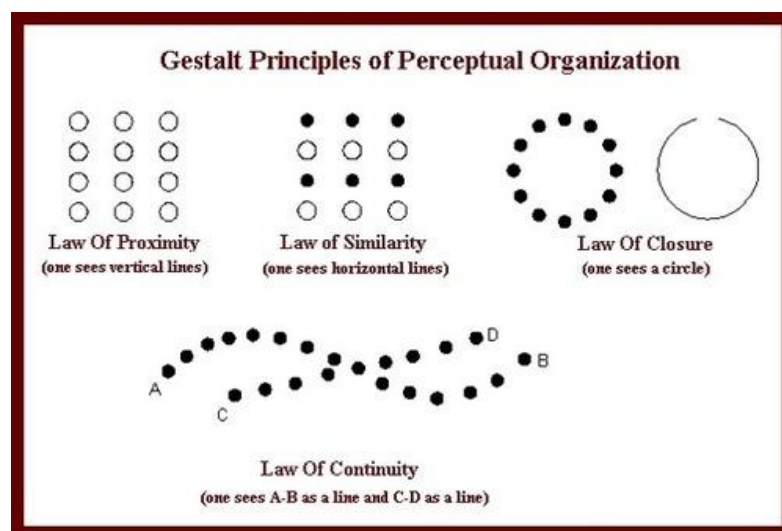 Gestalt Principles of Perceptual Organization
Law Of Proximity
(one sees vertical lines)
Law of Similarity
(one sees horizontal lines)
Law Of Closure
(one sees a circle)
A
C
D
B
Law Of Continuity
(one sees A-B as a line and C-D as a line)